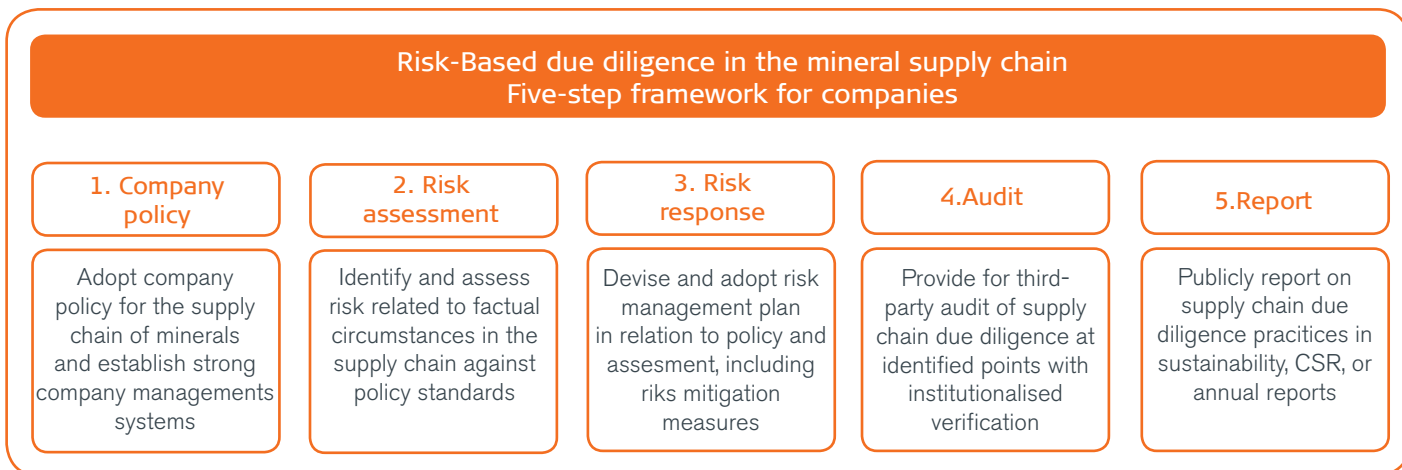 Risk-Based due diligence in the mineral supply chain
Five-step framework for companies
1. Company
policy
Adopt company
policy for the supply
chain of minerals
and establish strong
company managements
systems
2. Risk
assessment
Identify and assess
risk related to factual
circumstances in the
supply chain against
policy standards
3. Risk
response
Devise and adopt risk
management plan
in relation to policy and
assesment, including
riks mitigation
measures
4.Audit
Provide for third-
party audit of supply
chain due diligence at
identified points with
institutionalised
verification
5.Report
Publicly report on
supply chain due
diligence pracitices in
sustainability, CSR, or
annual reports